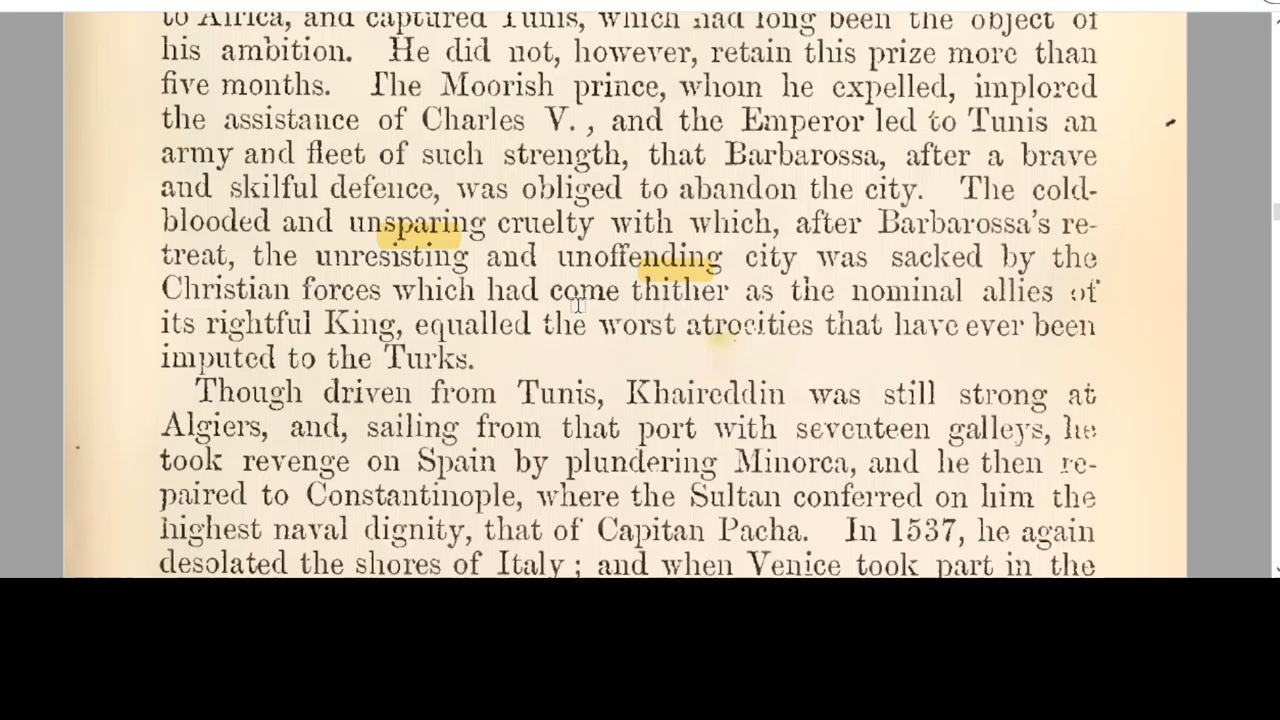 to Africa, and captured Tunis, which had long been the object of
his ambition. He did not, however, retain this prize more than
five months. The Moorish prince, whom he expelled, implored
the assistance of Charles V., and the Emperor led to Tunis an
army and fleet of such strength, that Barbarossa, after a brave
and skilful defence, was obliged to abandon the city. The cold-
blooded and unsparing cruelty with which, after Barbarossa's re-
treat, the unresisting and unoffending city was sacked by the
Christian forces which had come thither as the nominal allies of
its rightful King, equalled the worst atrocities that have ever been
imputed to the Turks.
Though driven from Tunis, Khaireddin was still strong at
Algiers, and, sailing from that port with seventeen galleys, he
took revenge on Spain by plundering Minorca, and he then re-
paired to Constantinople, where the Sultan conferred on him the
highest naval dignity, that of Capitan Pacha. In 1537, he again
desolated the shores of Italy; and when Venice took part in the